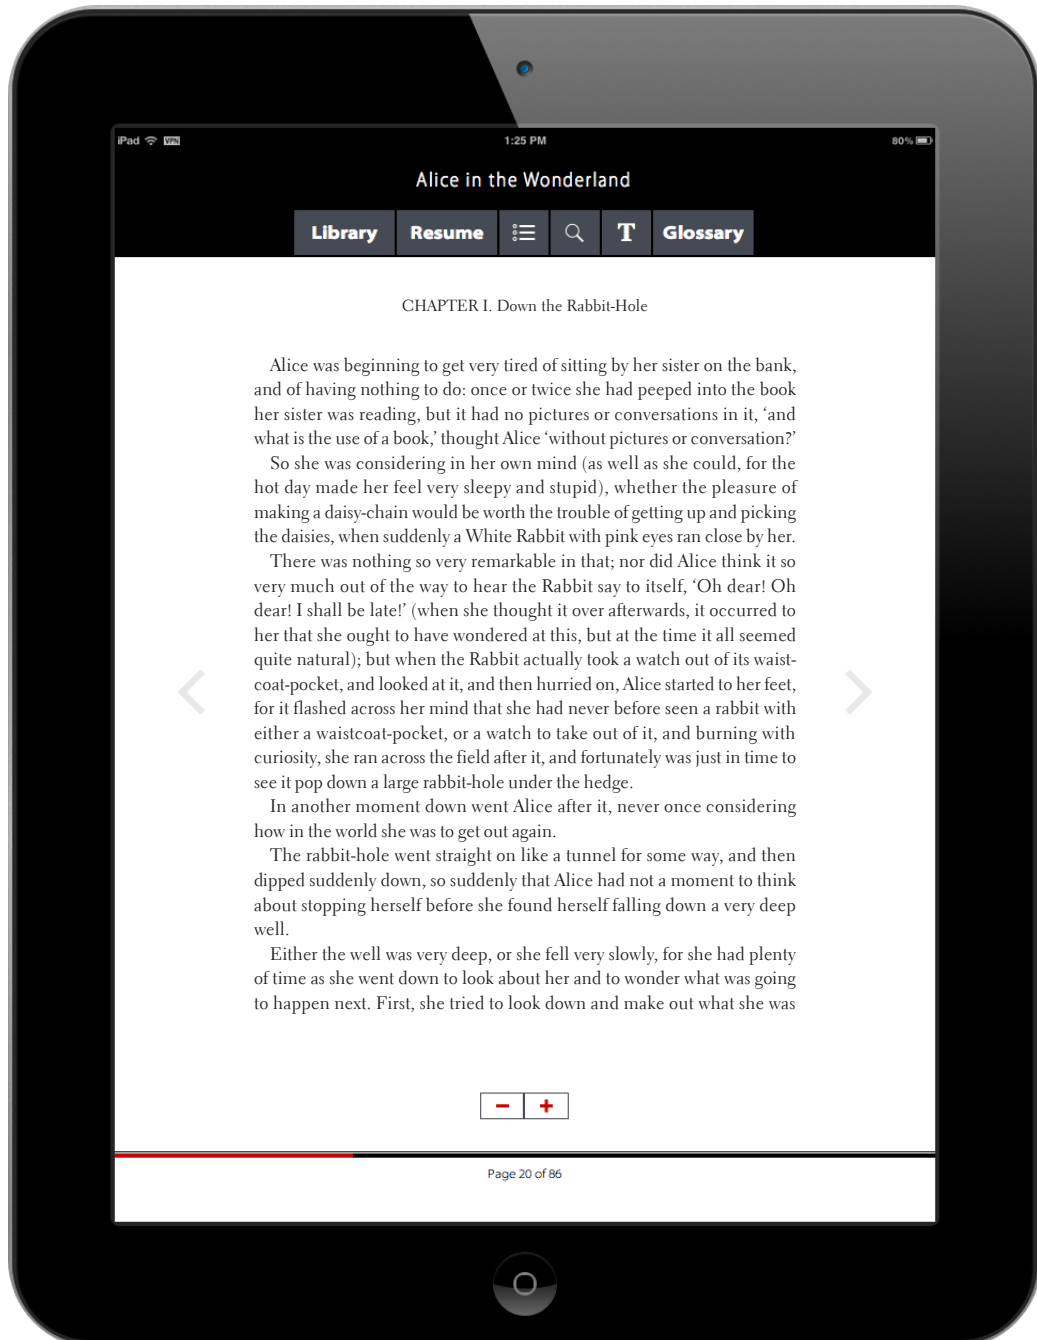 iPad VPN 1:25 PM 80%
Alice in the Wonderland
Library Resume T Glossary
CHAPTER I. Down the Rabbit-Hole
Alice was beginning to get very tired of sitting by her sister on the bank,
and of having nothing to do: once or twice she had peeped into the book
her sister was reading, but it had no pictures or conversations in it, ‘and
what is the use of a book,’ thought Alice ‘without pictures or conversation?’
So she was considering in her own mind (as well as she could, for the
hot day made her feel very sleepy and stupid), whether the pleasure of
making a daisy-chain would be worth the trouble of getting up and picking
the daisies, when suddenly a White Rabbit with pink eyes ran close by her.
There was nothing so very remarkable in that; nor did Alice think it so
very much out of the way to hear the Rabbit say to itself, ‘Oh dear! Oh
dear! I shall be late!’ (when she thought it over afterwards, it occurred to
her that she ought to have wondered at this, but at the time it all seemed
quite natural); but when the Rabbit actually took a watch out of its waist-
coat-pocket, and looked at it, and then hurried on, Alice started to her feet,
for it flashed across her mind that she had never before seen a rabbit with
either a waistcoat-pocket, or a watch to take out of it, and burning with
curiosity, she ran across the field after it, and fortunately was just in time to
see it pop down a large rabbit-hole under the hedge.
In another moment down went Alice after it, never once considering
how in the world she was to get out again.
The rabbit-hole went straight on like a tunnel for some way, and then
dipped suddenly down, so suddenly that Alice had not a moment to think
about stopping herself before she found herself falling down a very deep
well.
Either the well was very deep, or she fell very slowly, for she had plenty
of time as she went down to look about her and to wonder what was going
to happen next. First, she tried to look down and make out what she was
− +
Page 20 of 86